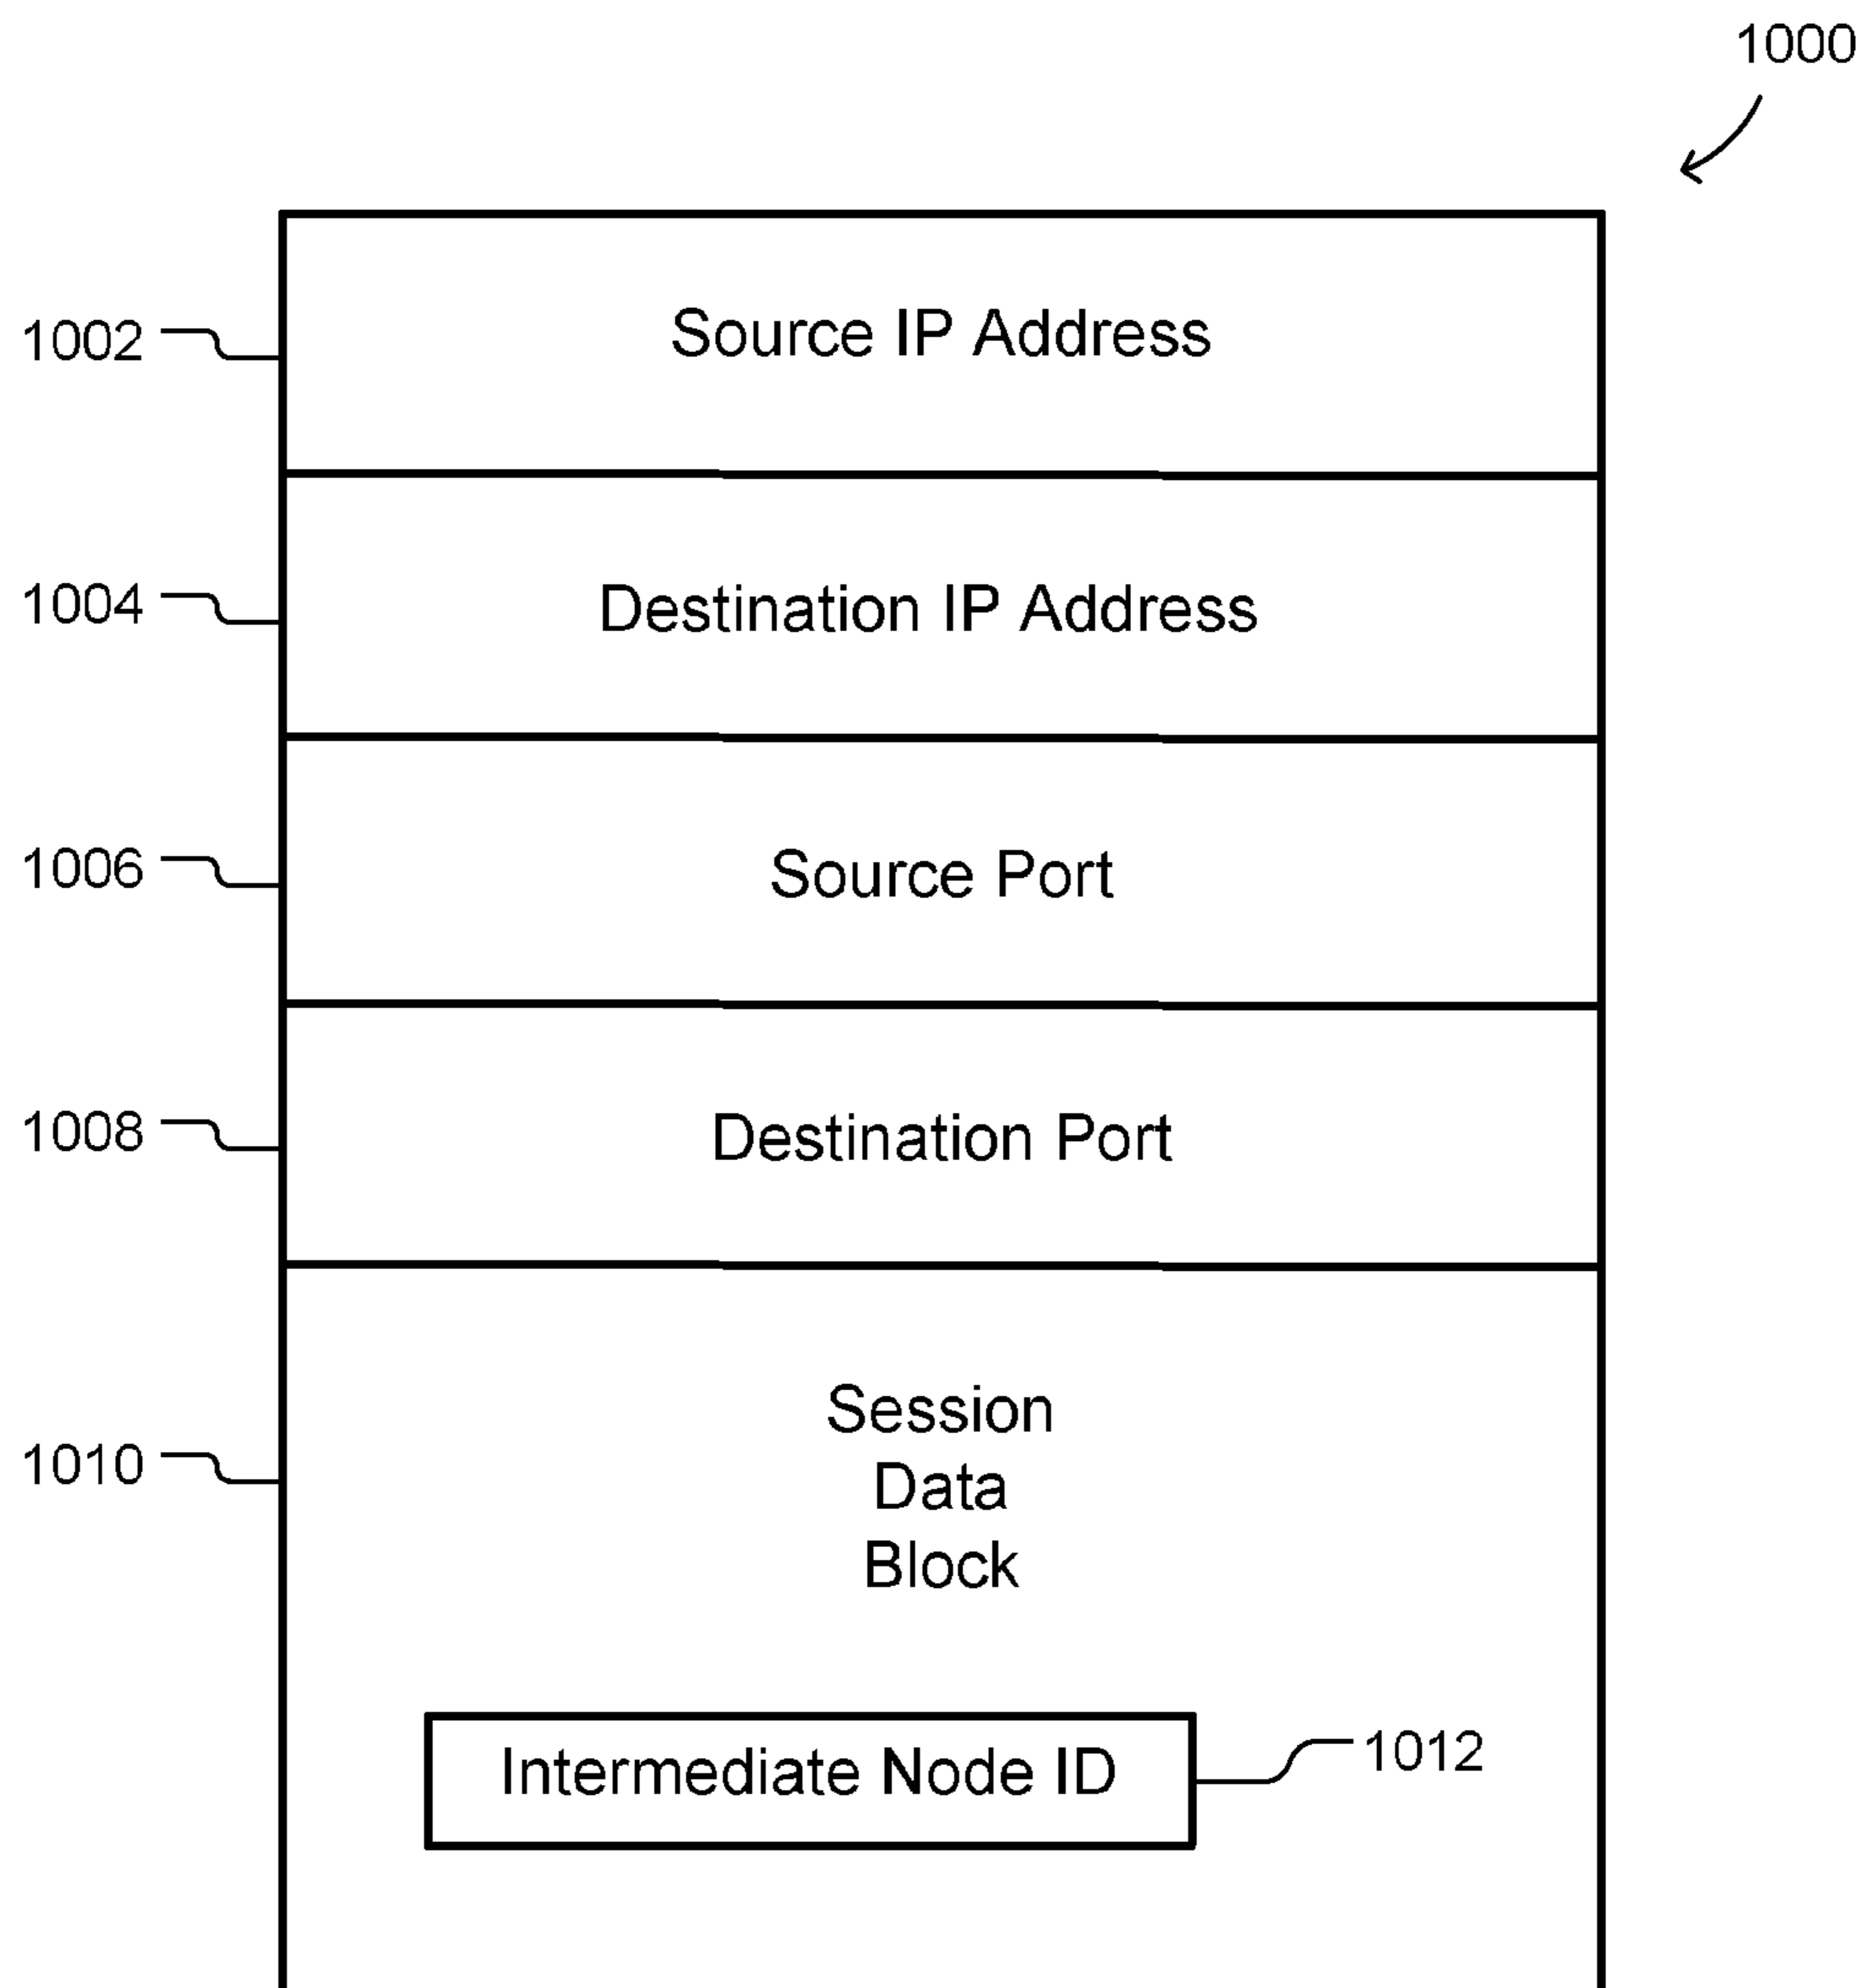 1000
1002
Source IP Address
1004
Destination IP Address
1006
Source Port
1008
Destination Port
1010
Session
Data
Block
Intermediate Node ID
1012